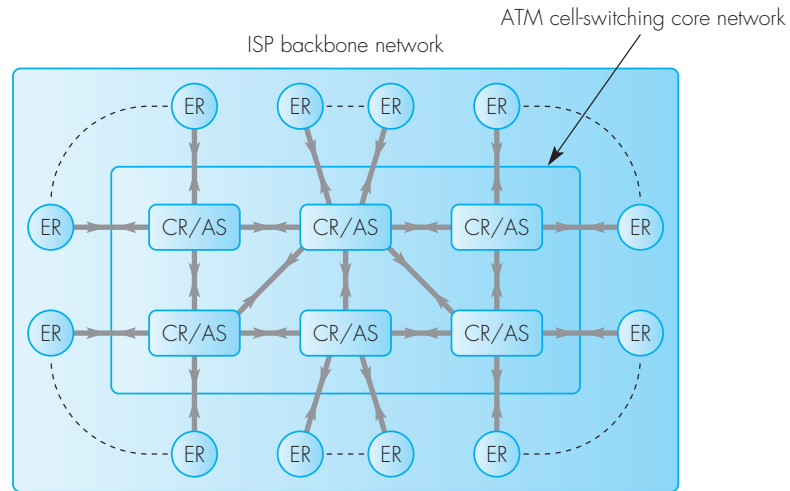 ATM cell-switching core network
ISP backbone network
ER ER ER ER
ER CR/AS CR/AS CR/AS ER
ER CR/AS CR/AS CR/AS ER
ER ER ER ER